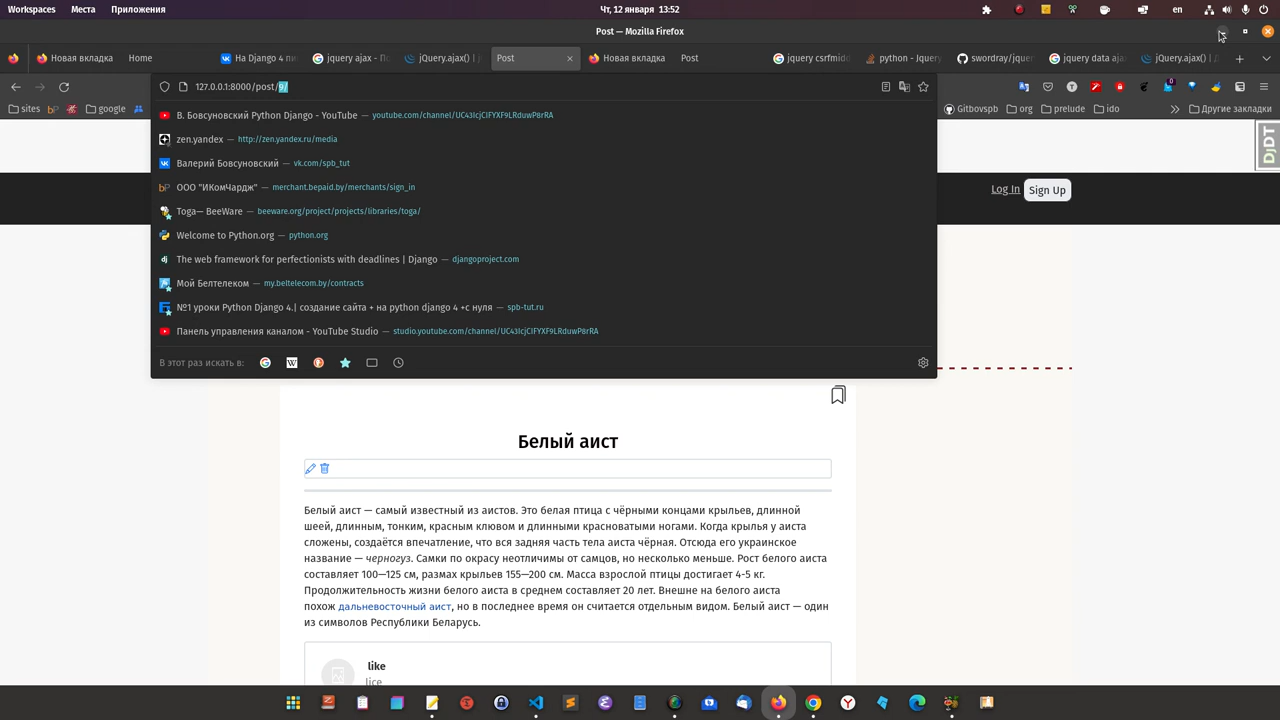 Workspaces Места Приложения Чт, 12 января 13:52 en
Post — Mozilla Firefox
Новая вкладка Home На Django 4 пи jquery ajax - По jQuery.ajax() | Post Новая вкладка Post jquery csrfmidd python - Jquery swordray/jquer jquery data ajax jQuery.ajax() | Д
127.0.0.1:8000/post/9/
sites google Gitbovspb org prelude ido Другие закладки
В. Бовсуновский Python Django - YouTube — youtube.com/channel/UC43IcjCIFYXF9LRduwP8rRA
zen.yandex — http://zen.yandex.ru/media
Валерий Бовсуновский — vk.com/spb_tut
ООО "ИКомЧардж" — merchant.bepaid.by/merchants/sign_in
Toga— BeeWare — beeware.org/project/projects/libraries/toga/
Welcome to Python.org — python.org
The web framework for perfectionists with deadlines | Django — djangoproject.com
Мой Белтелеком — my.beltelecom.by/contracts
№1 уроки Python Django 4.| создание сайта + на python django 4 +с нуля — spb-tut.ru
Панель управления каналом - YouTube Studio — studio.youtube.com/channel/UC43IcjCIFYXF9LRduwP8rRA
В этот раз искать в:
DjDT
Log In Sign Up
Белый аист
Белый аист — самый известный из аистов. Это белая птица с чёрными концами крыльев, длинной
шеей, длинным, тонким, красным клювом и длинными красноватыми ногами. Когда крылья у аиста
сложены, создаётся впечатление, что вся задняя часть тела аиста чёрная. Отсюда его украинское
название — черногуз. Самки по окрасу неотличимы от самцов, но несколько меньше. Рост белого аиста
составляет 100—125 см, размах крыльев 155—200 см. Масса взрослой птицы достигает 4-5 кг.
Продолжительность жизни белого аиста в среднем составляет 20 лет. Внешне на белого аиста
похож дальневосточный аист, но в последнее время он считается отдельным видом. Белый аист — один
из символов Республики Беларусь.
like
lice